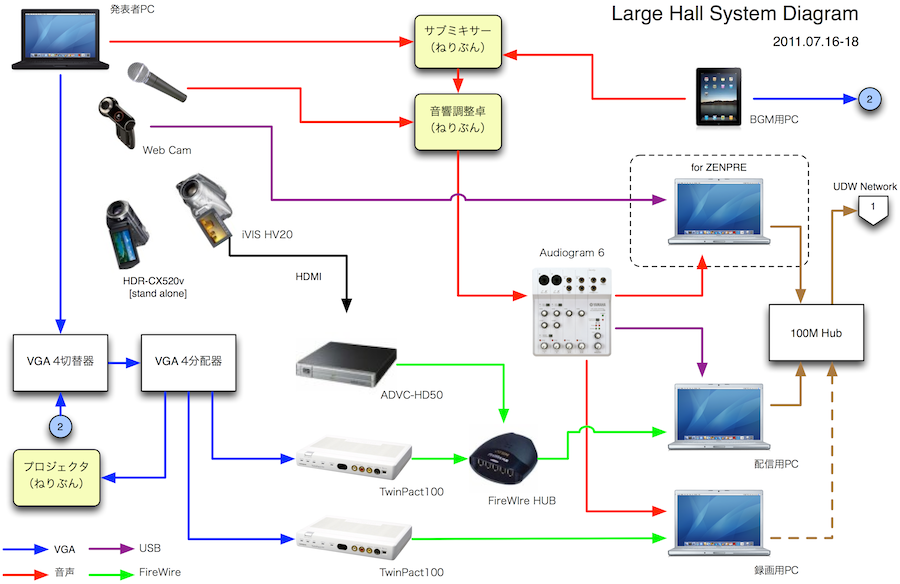 Large Hall System Diagram
2011.07.16-18
発表者PC
サブミキサー
(ねりぶん)
音響調整卓
(ねりぶん)
BGM用PC
2
Web Cam
for ZENPRE
UDW Network
1
iVIS HV20
HDR-CX520v
[stand alone]
HDMI
Audiogram 6
100M Hub
VGA 4切替器
VGA 4分配器
ADVC-HD50
2
プロジェクタ
(ねりぶん)
TwinPact100
FireWIre HUB
配信用PC
TwinPact100
録画用PC
VGA
USB
音声
FireWire